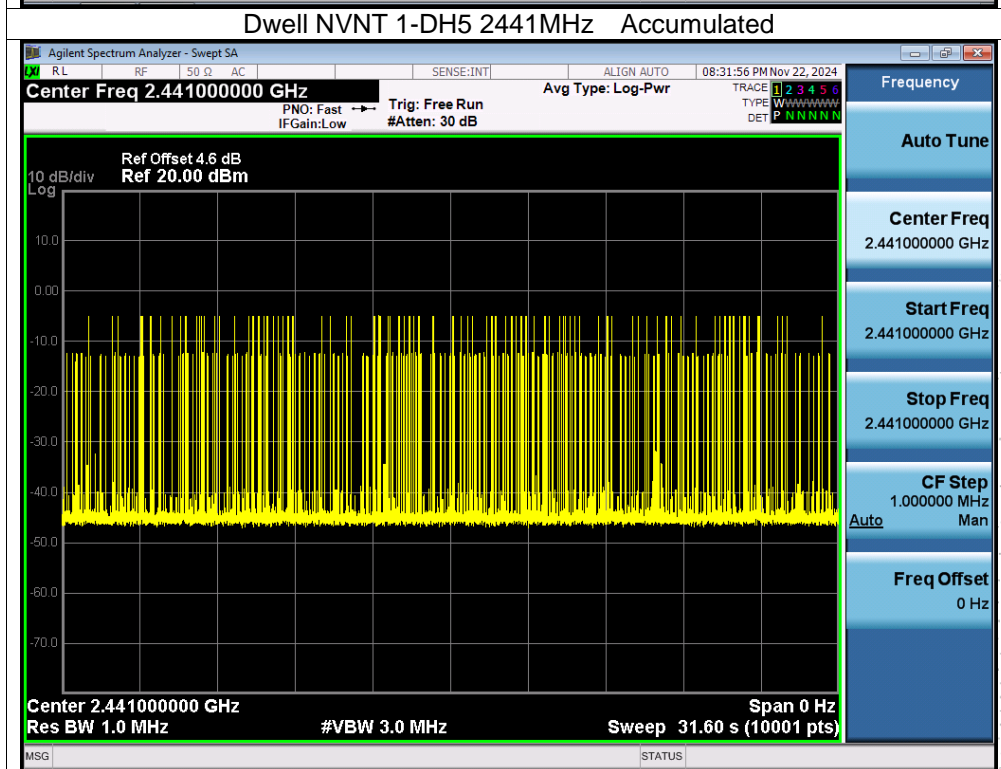 Dwell NVNT 1-DH5 2441MHz Accumulated
Agilent Spectrum Analyzer - Swept SA
LXI RL RF 50 Ω AC SENSE:INT ALIGN AUTO 08:31:56 PM Nov 22, 2024
Center Freq 2.441000000 GHz
PNO: Fast
IFGain:Low
Trig: Free Run
#Atten: 30 dB
Avg Type: Log-Pwr
TRACE 1 2 3 4 5 6
TYPE WWWWWW
DET P N N N N N
Ref Offset 4.6 dB
10 dB/div Ref 20.00 dBm
Log
10.0
0.00
-10.0
-20.0
-30.0
-40.0
-50.0
-60.0
-70.0
Center 2.441000000 GHz Span 0 Hz
Res BW 1.0 MHz #VBW 3.0 MHz Sweep 31.60 s (10001 pts)
MSG STATUS
Frequency
Auto Tune
Center Freq
2.441000000 GHz
Start Freq
2.441000000 GHz
Stop Freq
2.441000000 GHz
CF Step
1.000000 MHz
Auto Man
Freq Offset
0 Hz